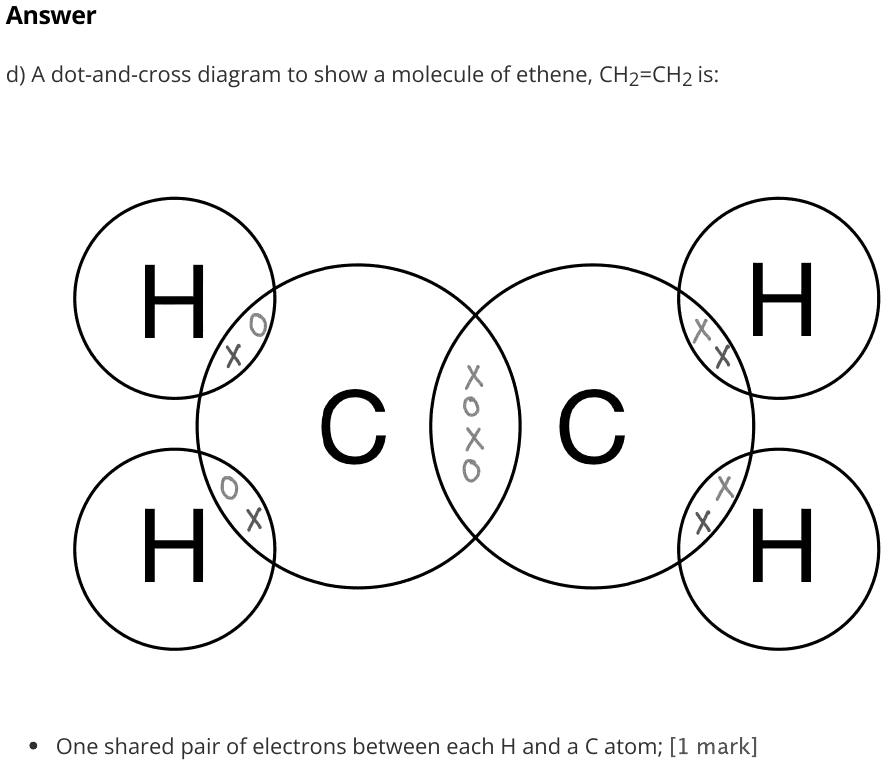 Answer
d) A dot-and-cross diagram to show a molecule of ethene, CH2=CH2 is:
H H
O X
X X
X
C O C
X
O
O X
X X
H H
• One shared pair of electrons between each H and a C atom; [1 mark]